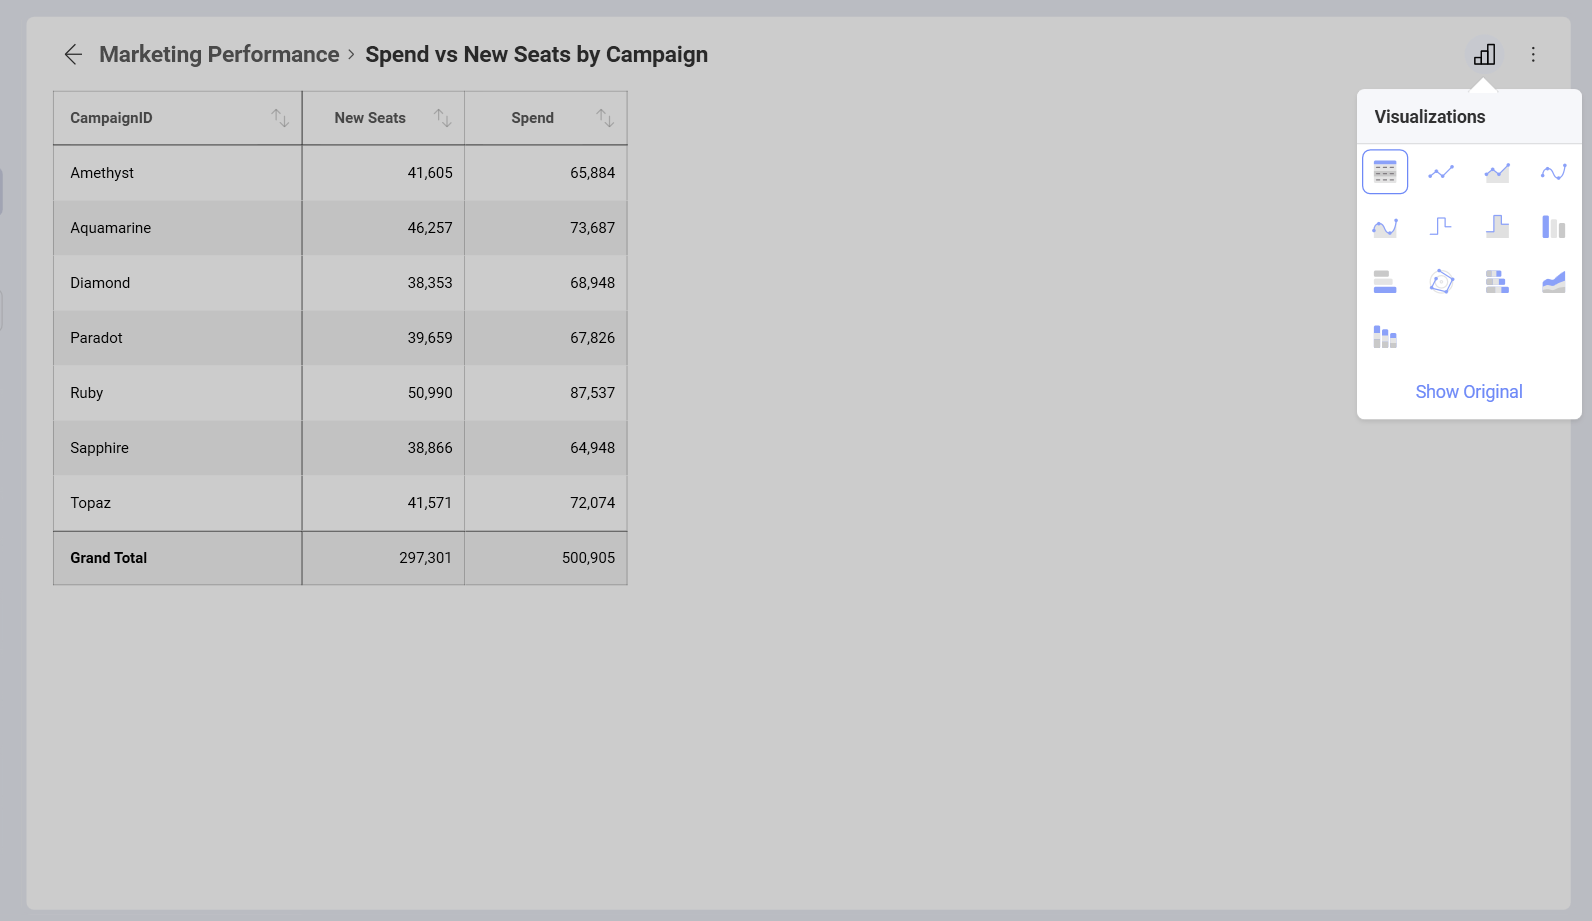 Marketing Performance > Spend vs New Seats by Campaign
CampaignID New Seats Spend
Amethyst 41,605 65,884
Aquamarine 46,257 73,687
Diamond 38,353 68,948
Paradot 39,659 67,826
Ruby 50,990 87,537
Sapphire 38,866 64,948
Topaz 41,571 72,074
Grand Total 297,301 500,905
Visualizations
Show Original